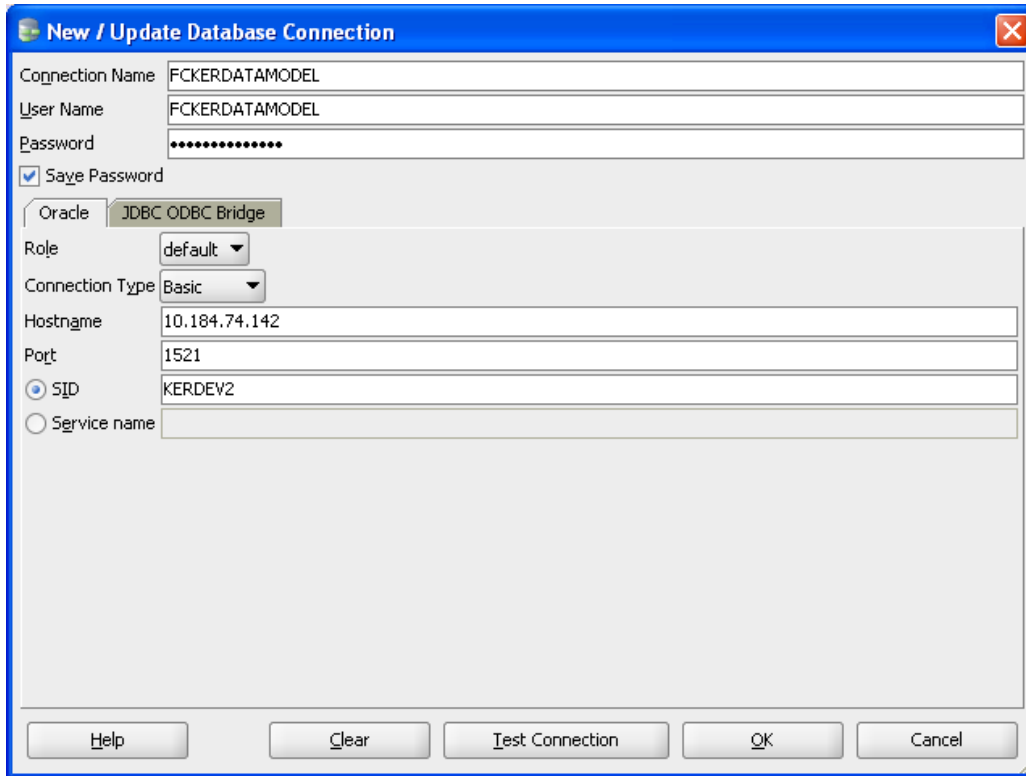 New / Update Database Connection
Connection Name FCKERDATAMODEL
User Name FCKERDATAMODEL
Password ••••••••••••••
Save Password
Oracle JDBC ODBC Bridge
Role default
Connection Type Basic
Hostname 10.184.74.142
Port 1521
SID KERDEV2
Service name
Help Clear Test Connection OK Cancel